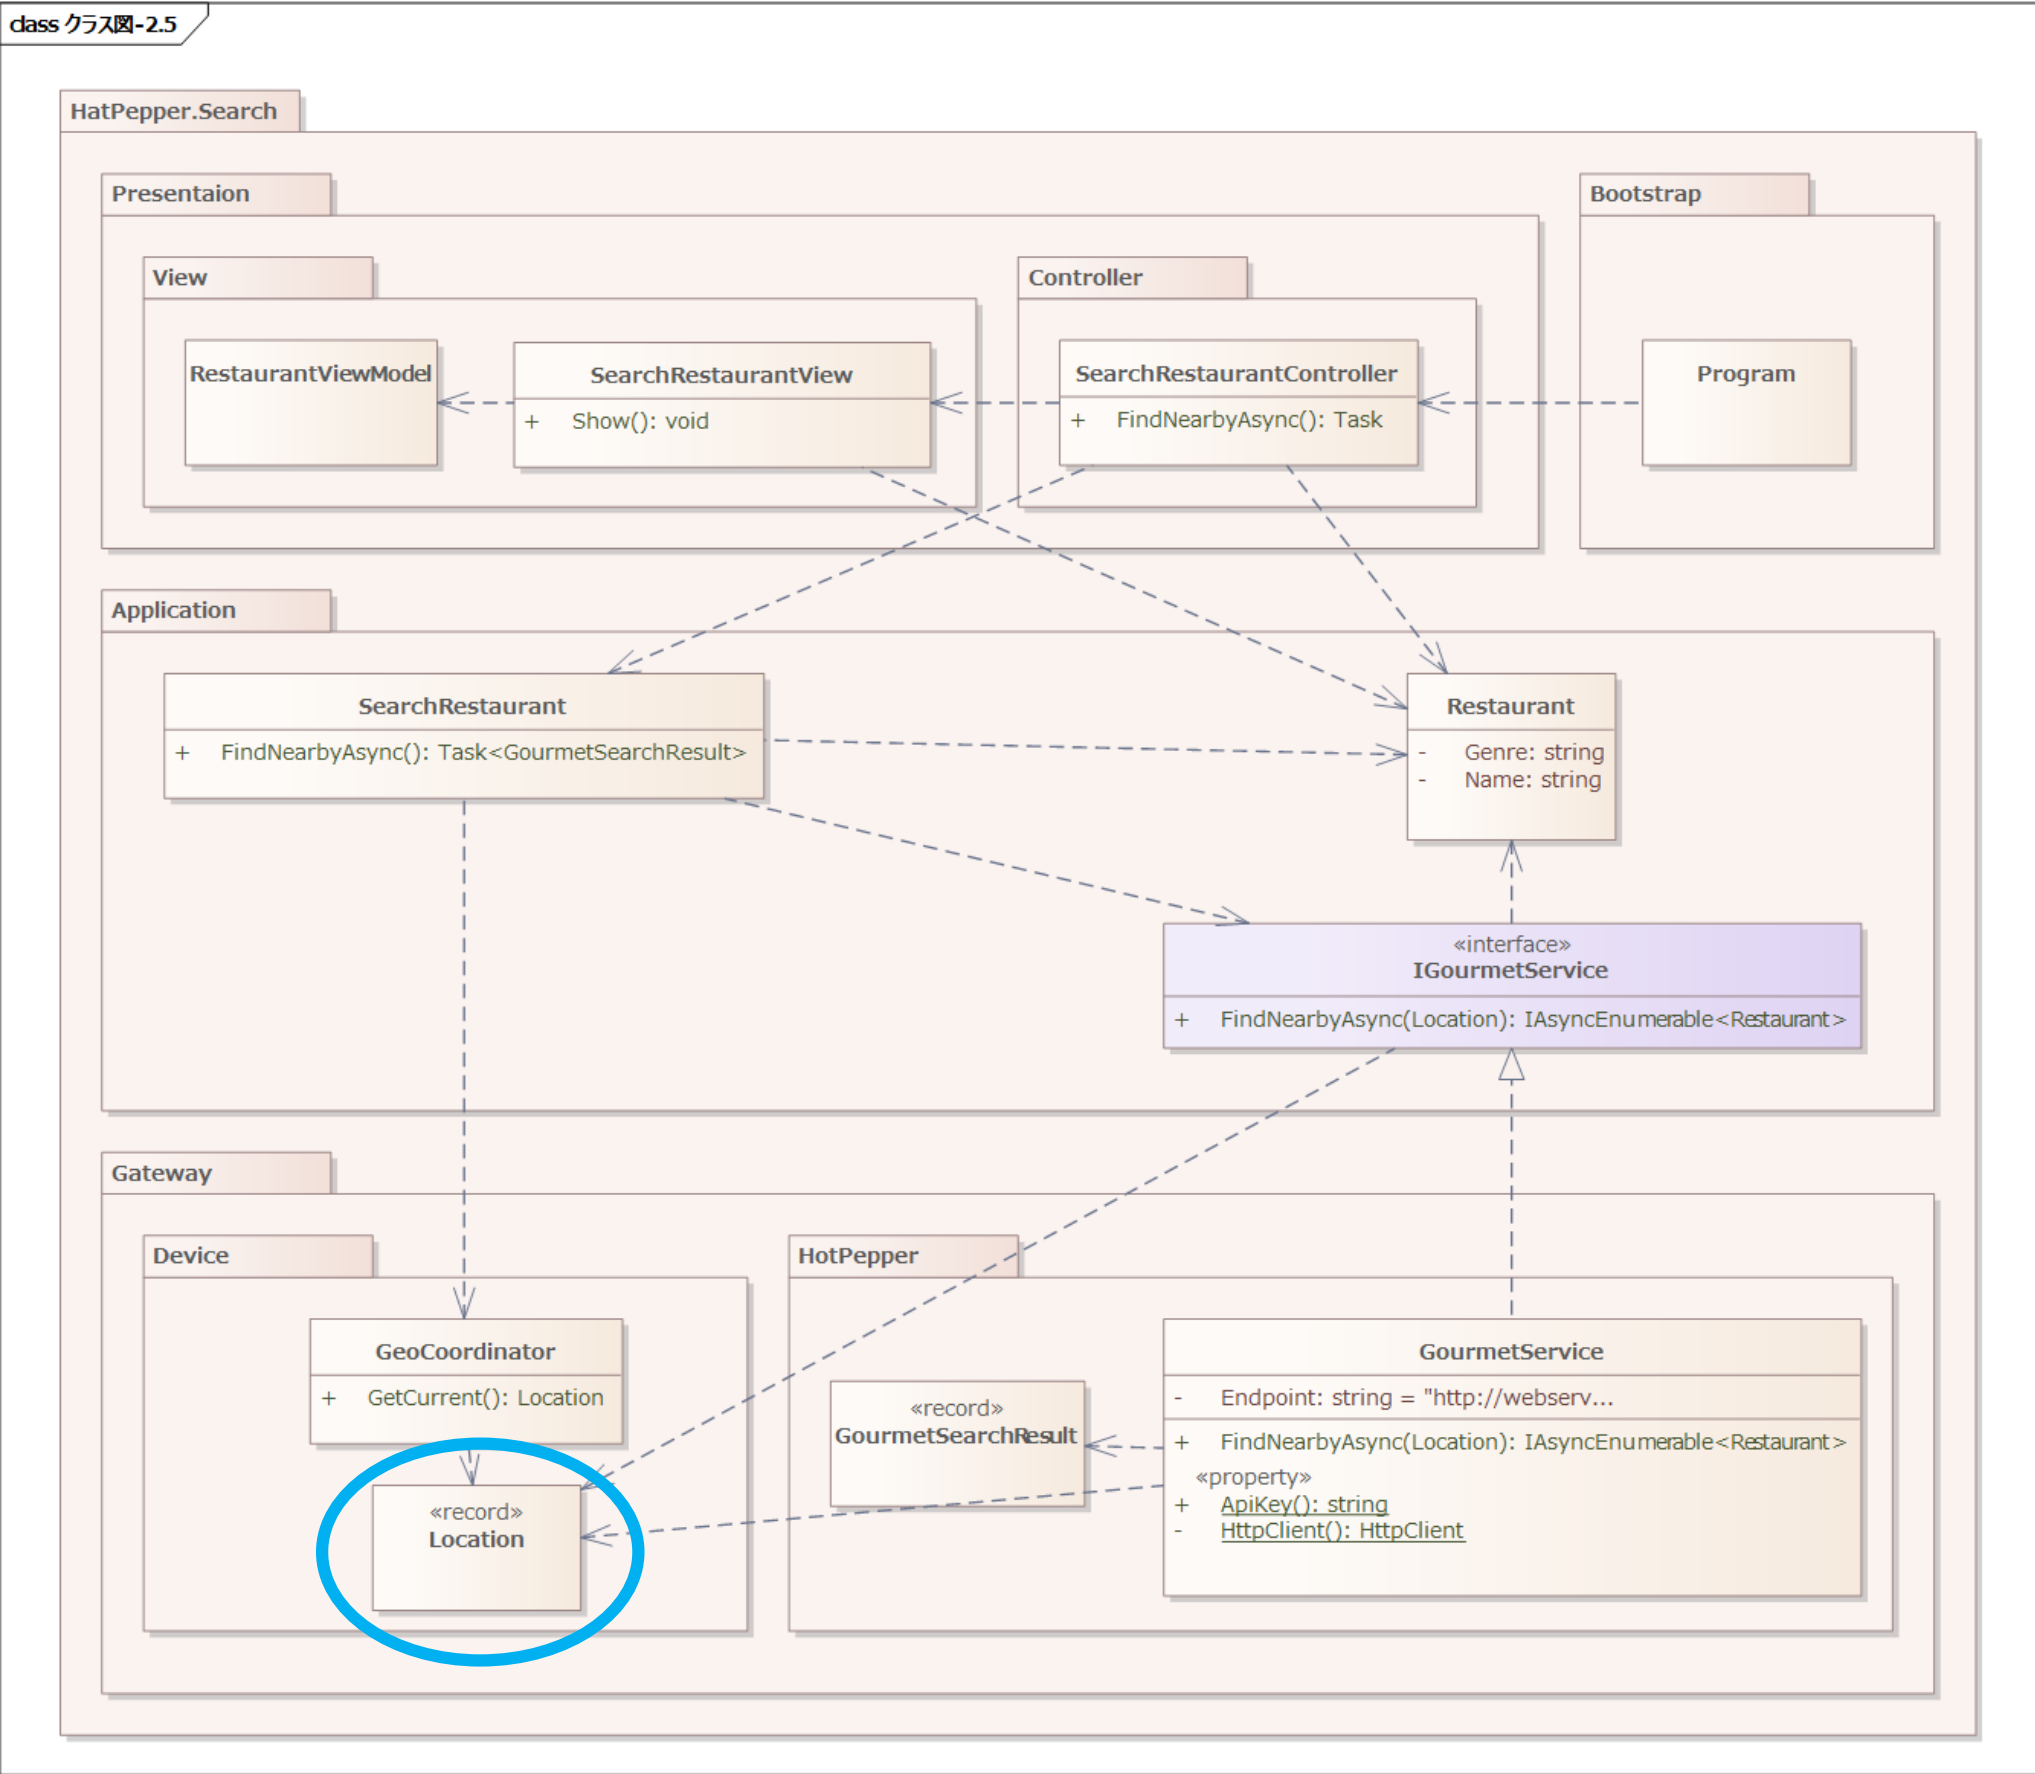 class クラス図-2.5
HatPepper.Search
Presentaion
Bootstrap
View
Controller
RestaurantViewModel
SearchRestaurantView
+ Show(): void
SearchRestaurantController
+ FindNearbyAsync(): Task
Program
Application
SearchRestaurant
+ FindNearbyAsync(): Task<GourmetSearchResult>
Restaurant
- Genre: string
- Name: string
«interface»
IGourmetService
+ FindNearbyAsync(Location): IAsyncEnumerable<Restaurant>
Gateway
Device
HotPepper
GeoCoordinator
+ GetCurrent(): Location
«record»
Location
«record»
GourmetSearchResult
GourmetService
- Endpoint: string = "http://webserv...
+ FindNearbyAsync(Location): IAsyncEnumerable<Restaurant>
«property»
+ ApiKey(): string
- HttpClient(): HttpClient